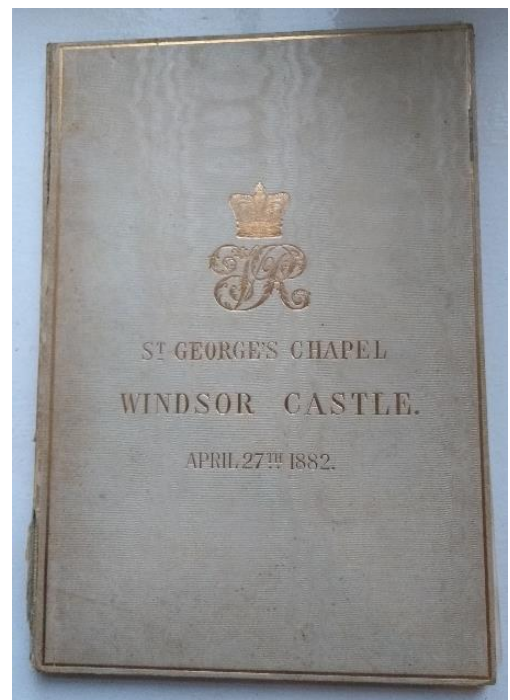 VR
ST GEORGE'S CHAPEL
WINDSOR CASTLE.
APRIL 27TH 1882.